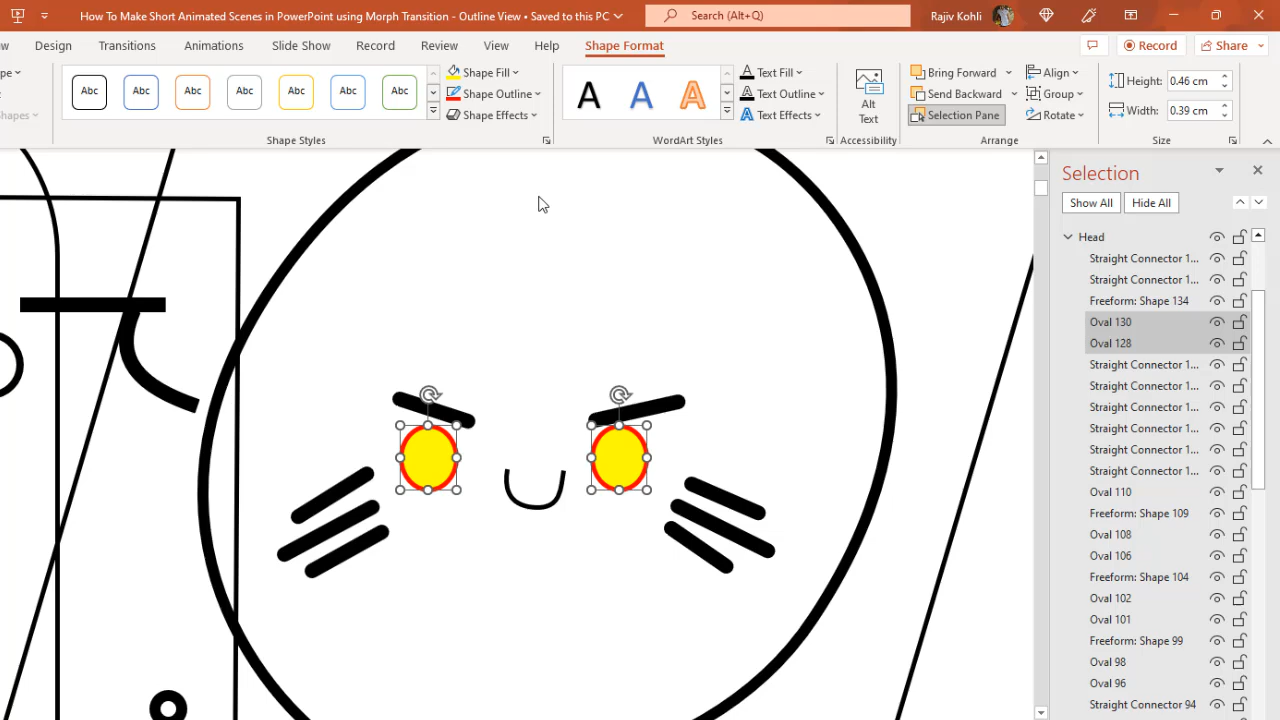 How To Make Short Animated Scenes in PowerPoint using Morph Transition - Outline View • Saved to this PC
Search (Alt+Q)
Rajiv Kohli
w Design Transitions Animations Slide Show Record Review View Help Shape Format
Record Share
Abc Abc Abc Abc Abc Abc Abc
Shape Fill
Shape Outline
Shape Effects
Shape Styles
A A A
Text Fill
Text Outline
Text Effects
WordArt Styles
Alt
Text
Accessibility
Bring Forward
Send Backward
Selection Pane
Align
Group
Rotate
Arrange
Height: 0.46 cm
Width: 0.39 cm
Size
Selection
Show All Hide All
Head
Straight Connector 1...
Straight Connector 1...
Freeform: Shape 134
Oval 130
Oval 128
Straight Connector 1...
Straight Connector 1...
Straight Connector 1...
Straight Connector 1...
Straight Connector 1...
Straight Connector 1...
Oval 110
Freeform: Shape 109
Oval 108
Oval 106
Freeform: Shape 104
Oval 102
Oval 101
Freeform: Shape 99
Oval 98
Oval 96
Straight Connector 94